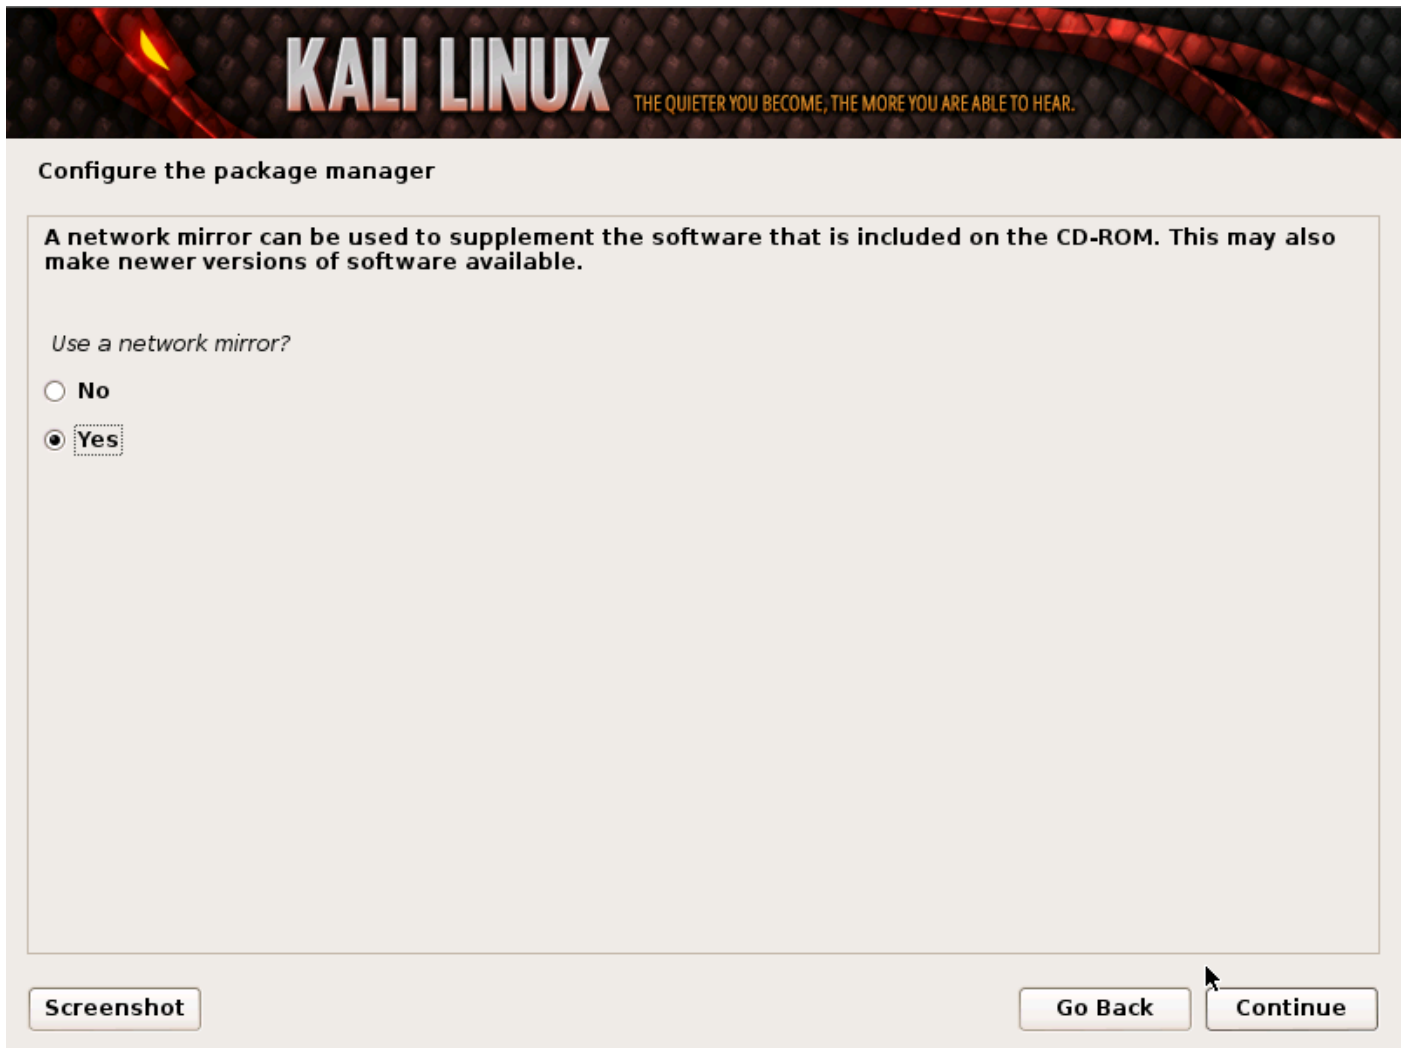 KALI LINUX THE QUIETER YOU BECOME, THE MORE YOU ARE ABLE TO HEAR.
Configure the package manager
A network mirror can be used to supplement the software that is included on the CD-ROM. This may also
make newer versions of software available.
Use a network mirror?
No
Yes
Screenshot Go Back Continue